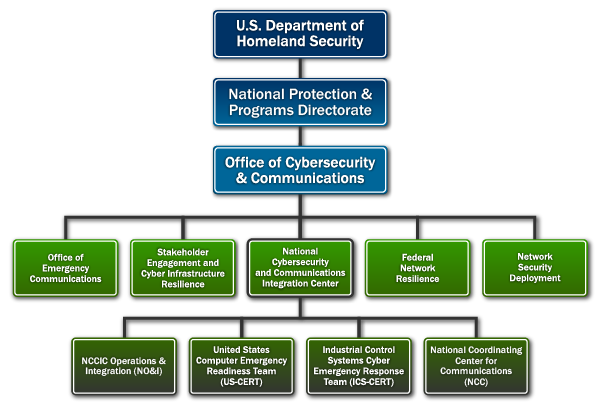 U.S. Department of
Homeland Security
National Protection &
Programs Directorate
Office of Cybersecurity
& Communications
Office of
Emergency
Communications
Stakeholder
Engagement and
Cyber Infrastructure
Resilience
National
Cybersecurity
and Communications
Integration Center
Federal
Network
Resilience
Network
Security
Deployment
NCCIC Operations &
Integration (NO&I)
United States
Computer Emergency
Readiness Team
(US-CERT)
Industrial Control
Systems Cyber
Emergency Response
Team (ICS-CERT)
National Coordinating
Center for
Communications
(NCC)